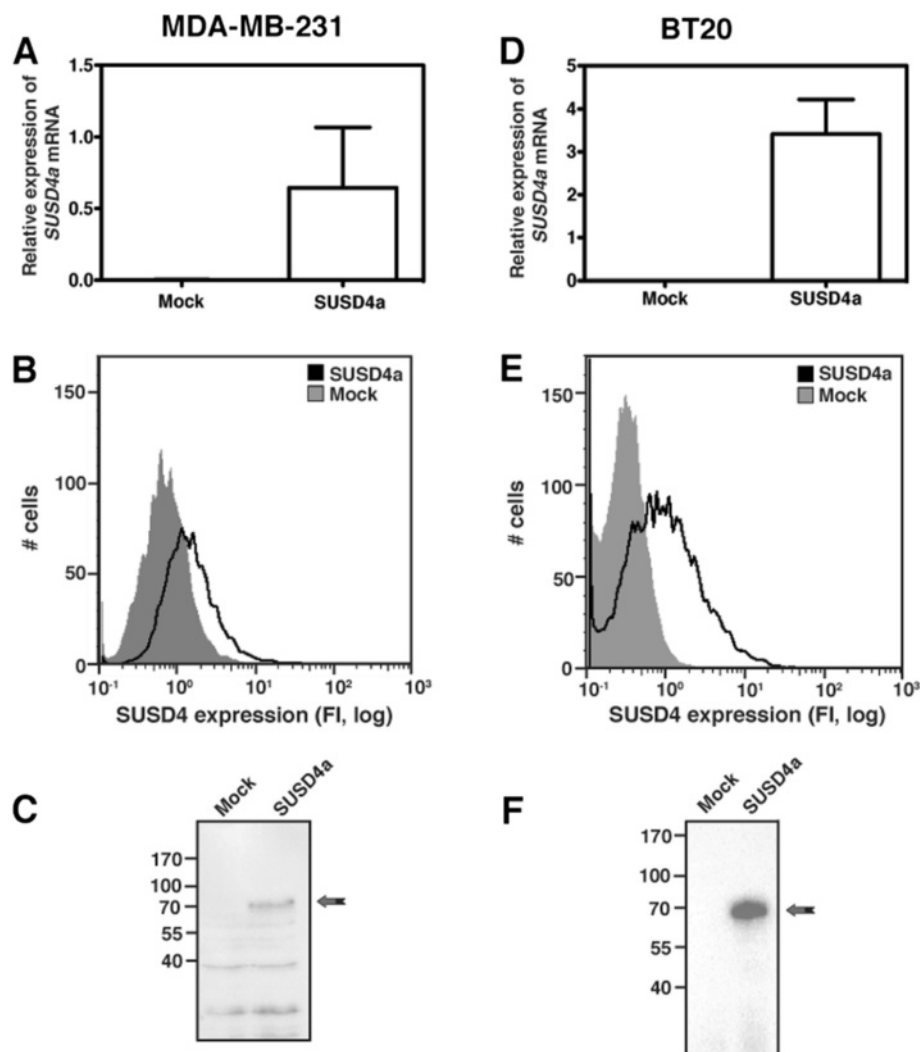 MDA-MB-231
A
Relative expression of
SUSD4a mRNA
1.5
1.0
0.5
0.0
Mock
SUSD4a
BT20
D
Relative expression of
SUSD4a mRNA
5
4
3
2
1
0
Mock
SUSD4a
B
# cells
150
100
50
0
SUSD4a
Mock
10-1
100
101
102
103
SUSD4 expression (FI, log)
E
# cells
150
100
50
0
SUSD4a
Mock
10-1
100
101
102
103
SUSD4 expression (FI, log)
C
Mock
SUSD4a
170
100
70
55
40
F
Mock
SUSD4a
170
100
70
55
40